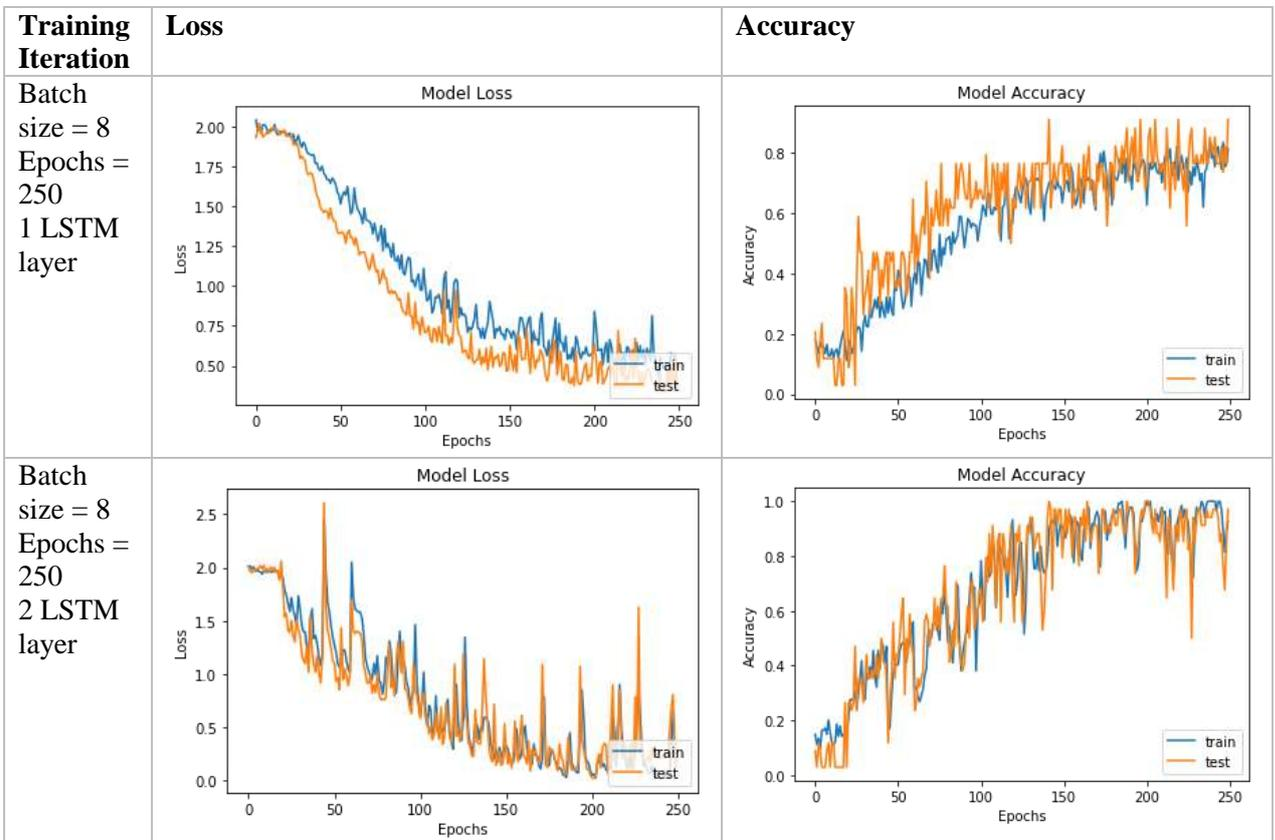 Training
Iteration
Loss
Accuracy
Batch
size = 8
Epochs =
250
1 LSTM
layer
Model Loss
2.00
1.75
1.50
1.25
1.00
0.75
0.50
Loss
0 50 100 150 200 250
Epochs
train
test
Model Accuracy
0.8
0.6
0.4
0.2
0.0
Accuracy
0 50 100 150 200 250
Epochs
train
test
Batch
size = 8
Epochs =
250
2 LSTM
layer
Model Loss
2.5
2.0
1.5
1.0
0.5
0.0
Loss
0 50 100 150 200 250
Epochs
train
test
Model Accuracy
1.0
0.8
0.6
0.4
0.2
0.0
Accuracy
0 50 100 150 200 250
Epochs
train
test